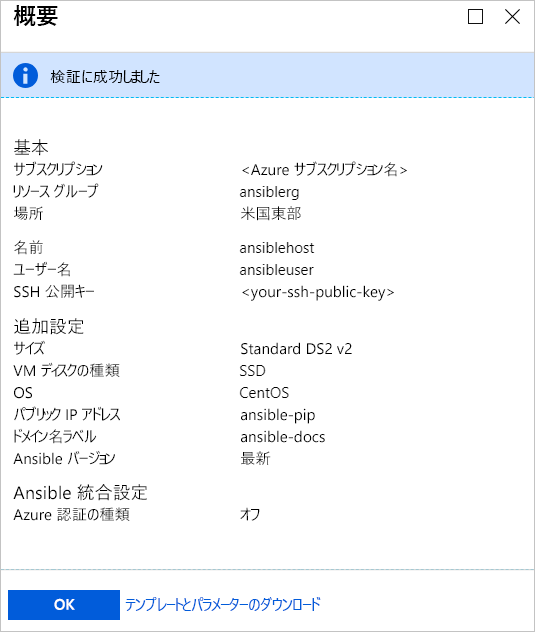 概要
検証に成功しました
基本
サブスクリプション <Azure サブスクリプション名>
リソース グループ ansiblerg
場所 米国東部
名前 ansiblehost
ユーザー名 ansibleuser
SSH 公開キー <your-ssh-public-key>
追加設定
サイズ Standard DS2 v2
VM ディスクの種類 SSD
OS CentOS
パブリック IP アドレス ansible-pip
ドメイン名ラベル ansible-docs
Ansible バージョン 最新
Ansible 統合設定
Azure 認証の種類 オフ
OK テンプレートとパラメーターのダウンロード